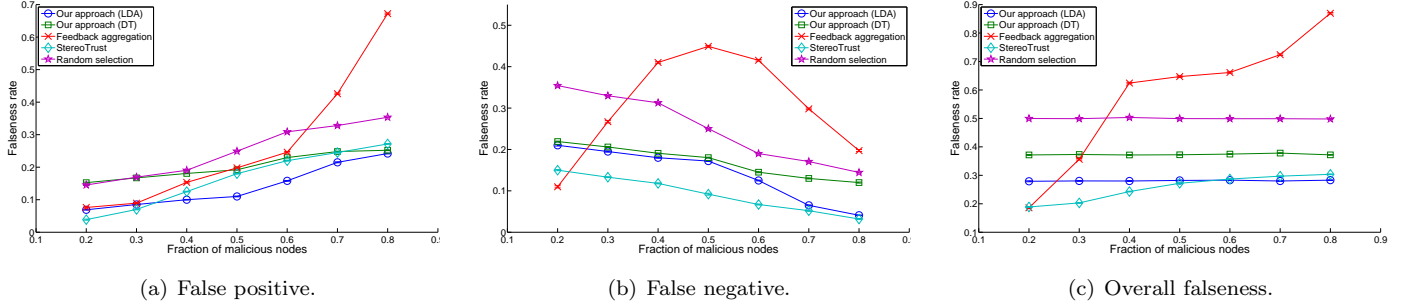 0.7
0.6
0.5
0.4
0.3
0.2
0.1
0
0.1 0.2 0.3 0.4 0.5 0.6 0.7 0.8 0.9
Falseness rate
Fraction of malicious nodes
Our approach (LDA)
Our approach (DT)
Feedback aggregation
StereoTrust
Random selection
(a) False positive.
0.5
0.4
0.3
0.2
0.1
0
0.1 0.2 0.3 0.4 0.5 0.6 0.7 0.8 0.9
Falseness rate
Fraction of malicious nodes
Our approach (LDA)
Our approach (DT)
Feedback aggregation
StereoTrust
Random selection
(b) False negative.
0.9
0.8
0.7
0.6
0.5
0.4
0.3
0.2
0.1
0.1 0.2 0.3 0.4 0.5 0.6 0.7 0.8 0.9
Falseness rate
Fraction of malicious nodes
Our approach (LDA)
Our approach (DT)
Feedback aggregation
StereoTrust
Random selection
(c) Overall falseness.